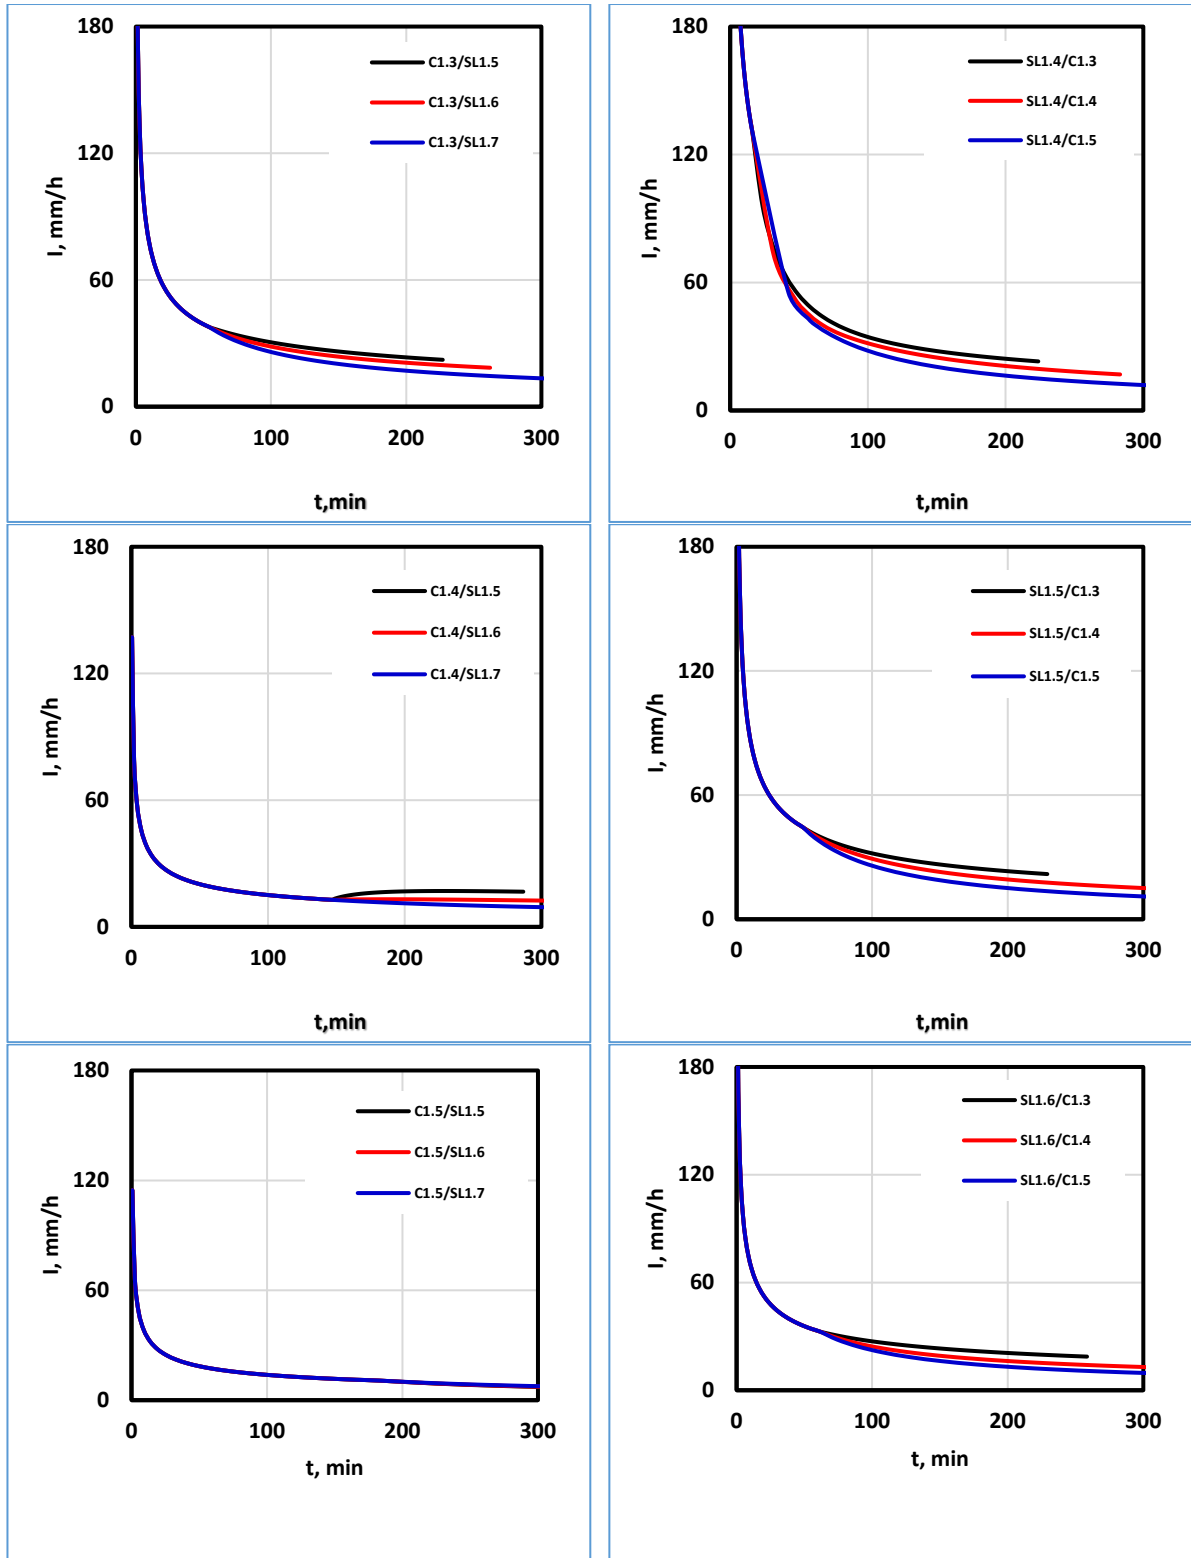 180
120
60
0
I, mm/h
C1.3/SL1.5
C1.3/SL1.6
C1.3/SL1.7
0 100 200 300
t,min
180
120
60
0
I, mm/h
SL1.4/C1.3
SL1.4/C1.4
SL1.4/C1.5
0 100 200 300
t,min
180
120
60
0
I, mm/h
C1.4/SL1.5
C1.4/SL1.6
C1.4/SL1.7
0 100 200 300
t,min
180
120
60
0
I, mm/h
SL1.5/C1.3
SL1.5/C1.4
SL1.5/C1.5
0 100 200 300
t,min
180
120
60
0
I, mm/h
C1.5/SL1.5
C1.5/SL1.6
C1.5/SL1.7
0 100 200 300
t, min
180
120
60
0
I, mm/h
SL1.6/C1.3
SL1.6/C1.4
SL1.6/C1.5
0 100 200 300
t, min